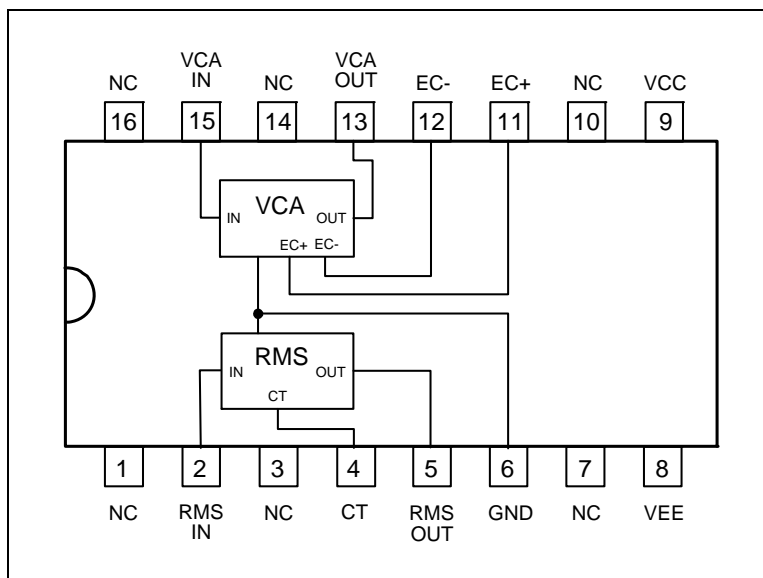 NC
VCA
IN
NC
VCA
OUT
EC-
EC+
NC
VCC
16
15
14
13
12
11
10
9
VCA
IN
OUT
EC+
EC-
RMS
IN
OUT
CT
1
2
3
4
5
6
7
8
NC
RMS
IN
NC
CT
RMS
OUT
GND
NC
VEE